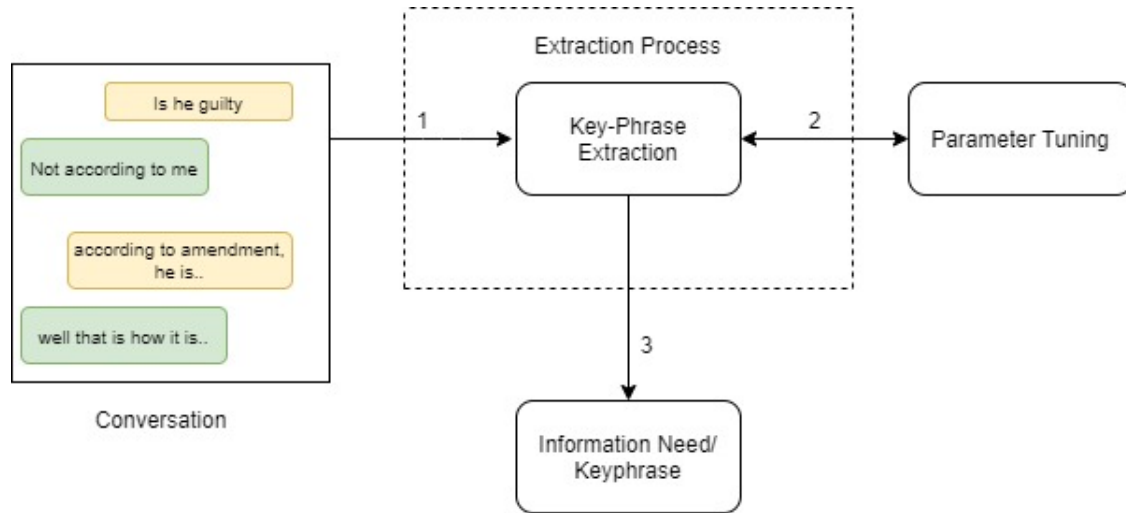 Extraction Process
Is he guilty
1
Key-Phrase
Extraction
2
Parameter Tuning
Not according to me
according to amendment,
he is..
well that is how it is..
3
Conversation
Information Need/
Keyphrase